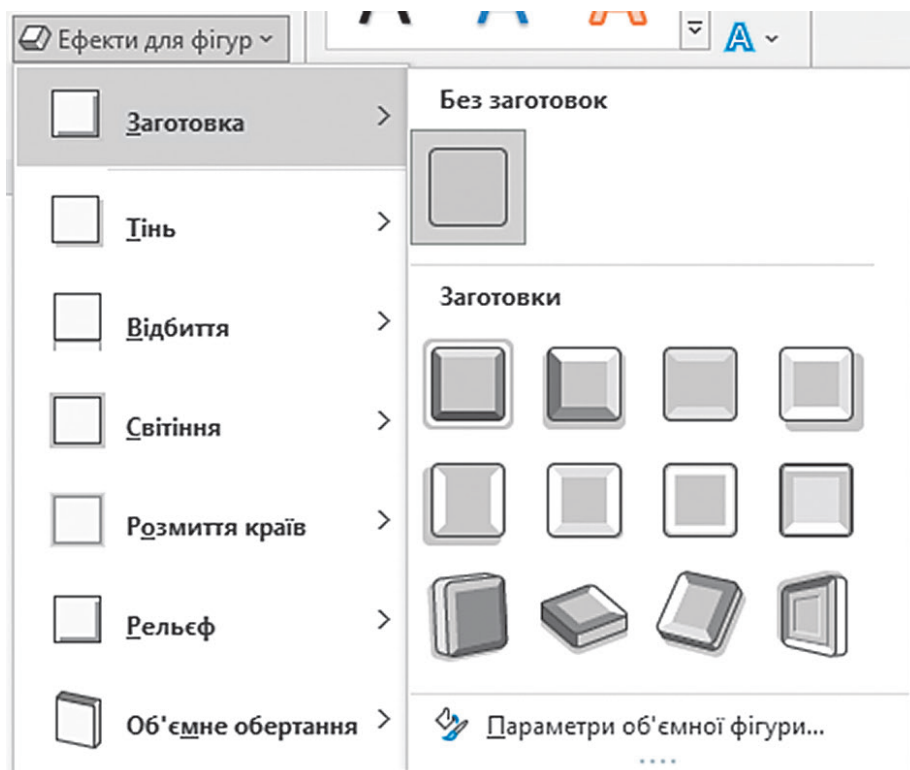 Ефекти для фігур
Заготовка
Тінь
Відбиття
Світіння
Розмиття країв
Рельєф
Об'ємне обертання
Без заготовок
Заготовки
Параметри об'ємної фігури...